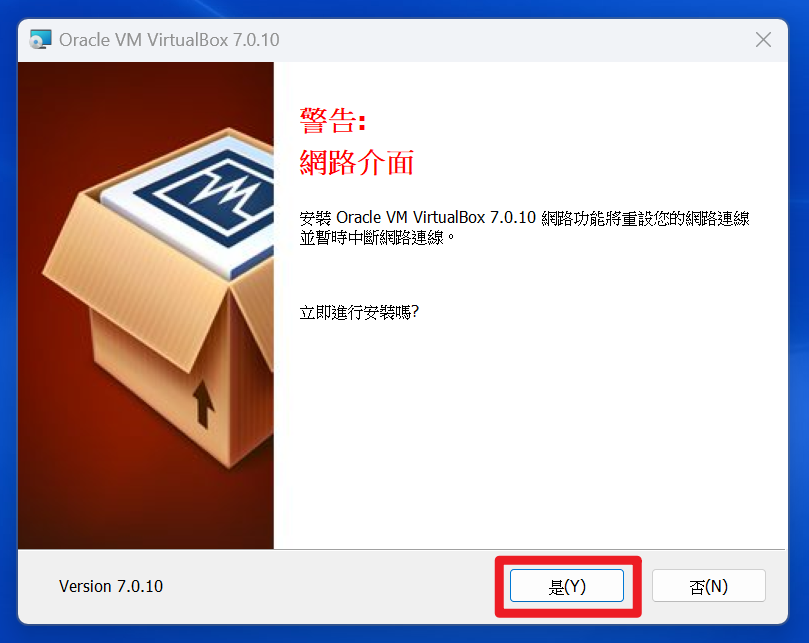 Oracle VM VirtualBox 7.0.10
警告:
網路介面
安裝 Oracle VM VirtualBox 7.0.10 網路功能將重設您的網路連線
並暫時中斷網路連線。
立即進行安裝嗎?
Version 7.0.10
是(Y)
否(N)